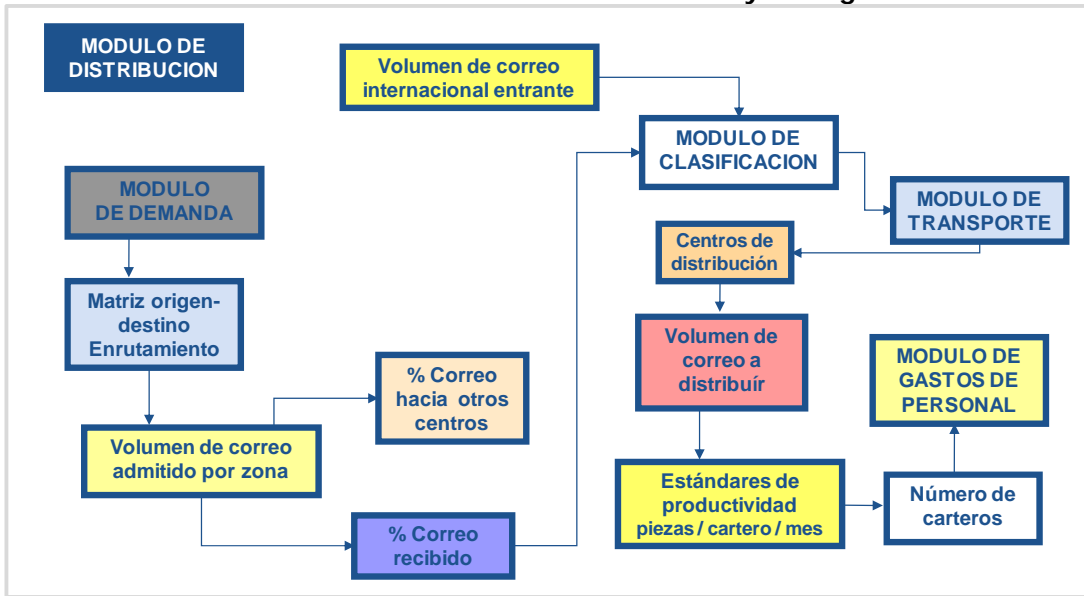 MODULO DE
DISTRIBUCION
Volumen de correo
internacional entrante
MODULO DE
CLASIFICACION
MODULO
DE DEMANDA
MODULO DE
TRANSPORTE
Centros de
distribución
Matriz origen-
destino
Enrutamiento
Volumen de
correo a
distribuír
% Correo
hacia otros
centros
MODULO DE
GASTOS DE
PERSONAL
Volumen de correo
admitido por zona
Estándares de
productividad
piezas / cartero / mes
Número de
carteros
% Correo
recibido